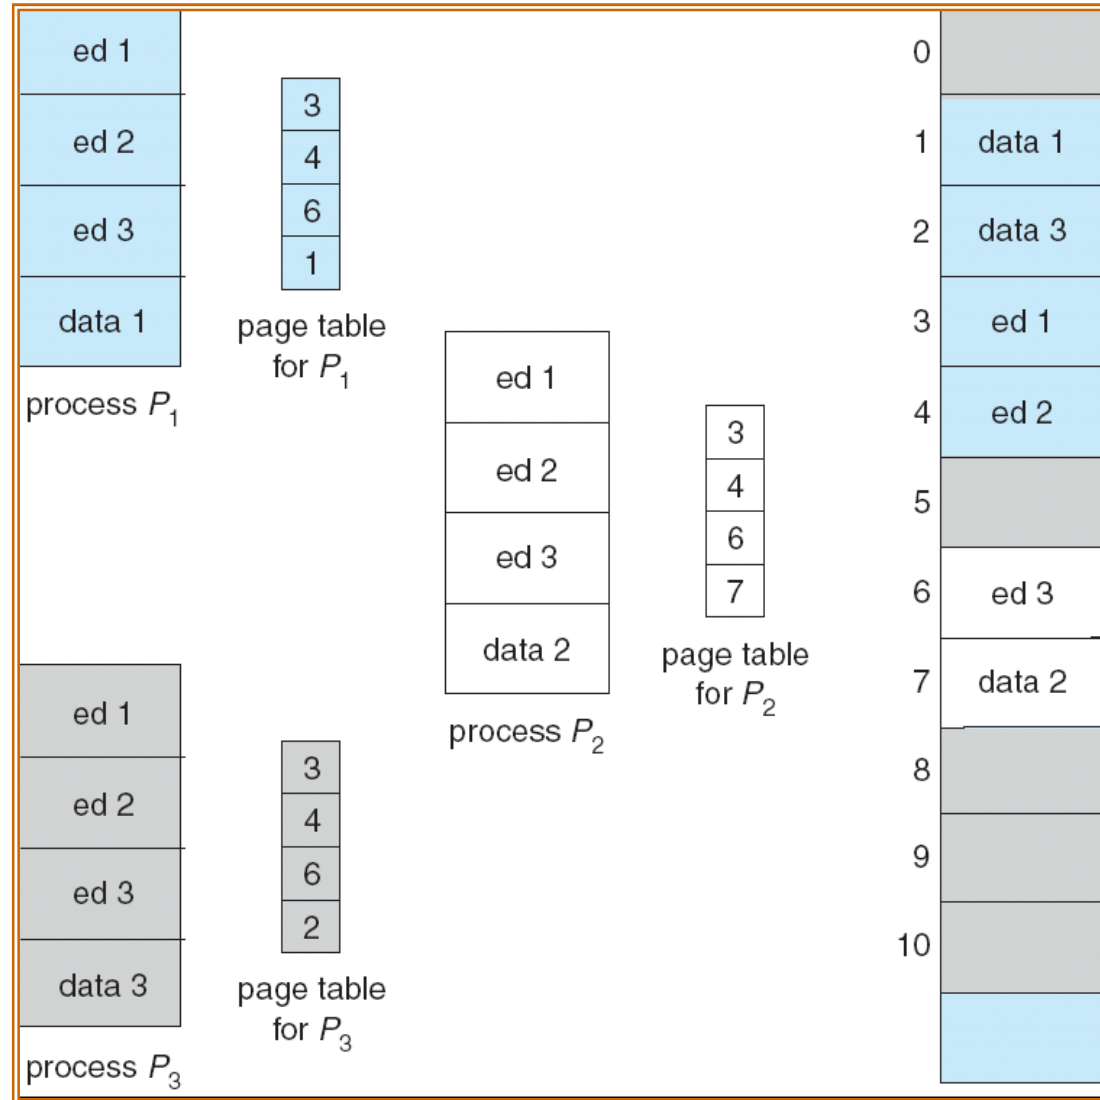 ed 1
ed 2
ed 3
data 1
process P1
3
4
6
1
page table
for P1
ed 1
ed 2
ed 3
data 2
process P2
3
4
6
7
page table
for P2
ed 1
ed 2
ed 3
data 3
process P3
3
4
6
2
page table
for P3
0
1 data 1
2 data 3
3 ed 1
4 ed 2
5
6 ed 3
7 data 2
8
9
10